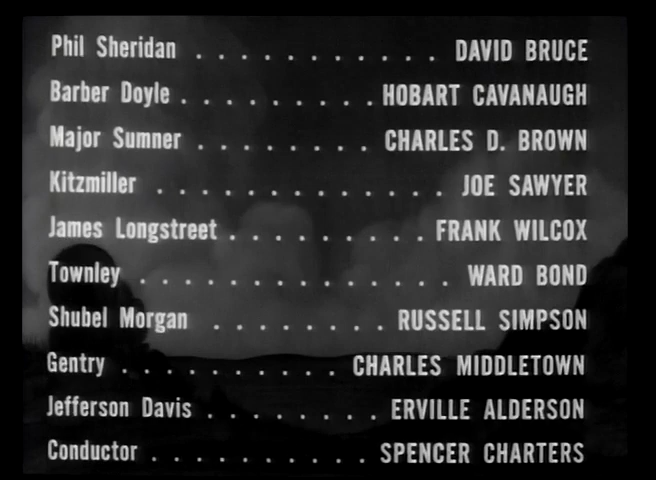 Phil Sheridan . . . . . . . . . . . DAVID BRUCE
Barber Doyle . . . . . . . . . HOBART CAVANAUGH
Major Sumner . . . . . . . . CHARLES D. BROWN
Kitzmiller . . . . . . . . . . . . . JOE SAWYER
James Longstreet . . . . . . . . . FRANK WILCOX
Townley . . . . . . . . . . . . . . WARD BOND
Shubel Morgan . . . . . . . . RUSSELL SIMPSON
Gentry . . . . . . . . . . CHARLES MIDDLETOWN
Jefferson Davis . . . . . . . . ERVILLE ALDERSON
Conductor . . . . . . . . . . SPENCER CHARTERS